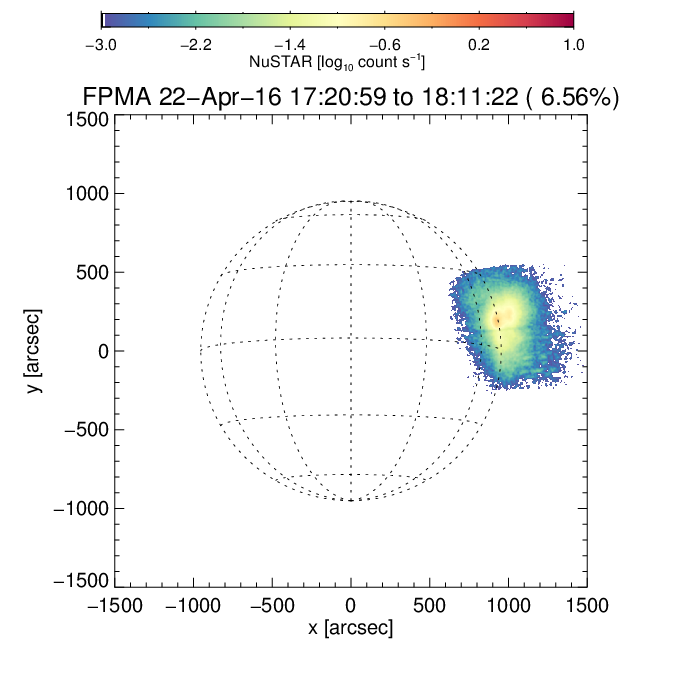 −3.0 −2.2 −1.4 −0.6 0.2 1.0
NuSTAR [log₁₀ count s⁻¹]
FPMA 22−Apr−16 17:20:59 to 18:11:22 ( 6.56%)
1500
1000
500
0
−500
−1000
−1500
y [arcsec]
−1500 −1000 −500 0 500 1000 1500
x [arcsec]